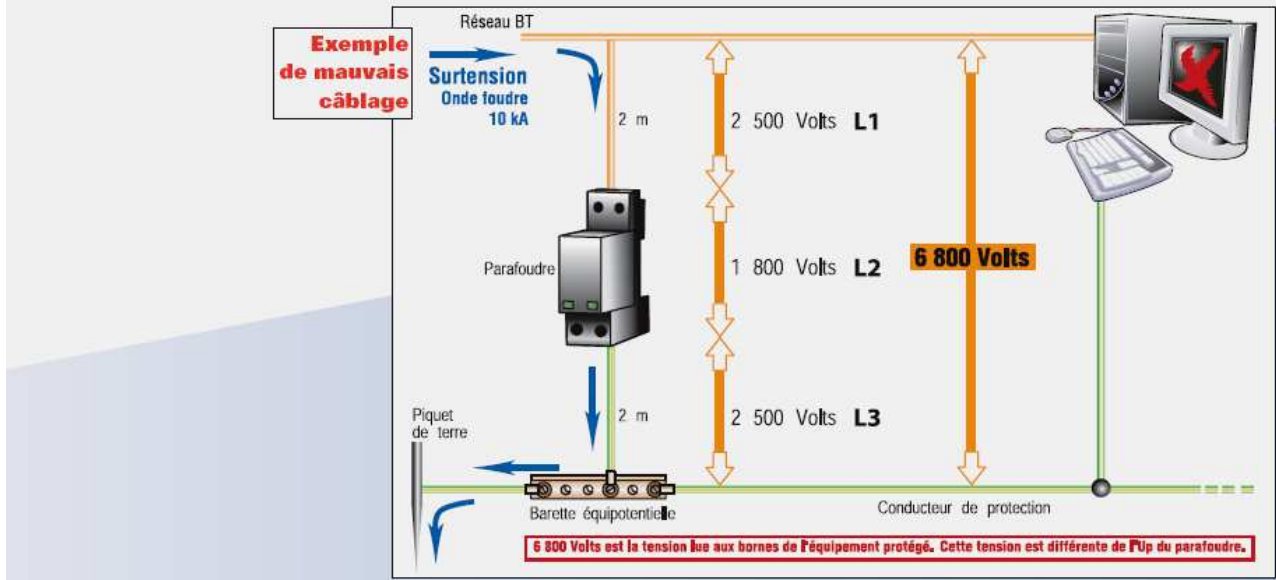 Réseau BT
Exemple
de mauvais
câblage
Surtension
Onde foudre
10 kA
2 m
2 500 Volts L1
Parafoudre
1 800 Volts L2
6 800 Volts
2 m
2 500 Volts L3
Piquet
de terre
Barette équipotentielle
Conducteur de protection
6 800 Volts est la tension lue aux bornes de l'équipement protégé. Cette tension est différente de l'Up du parafoudre.